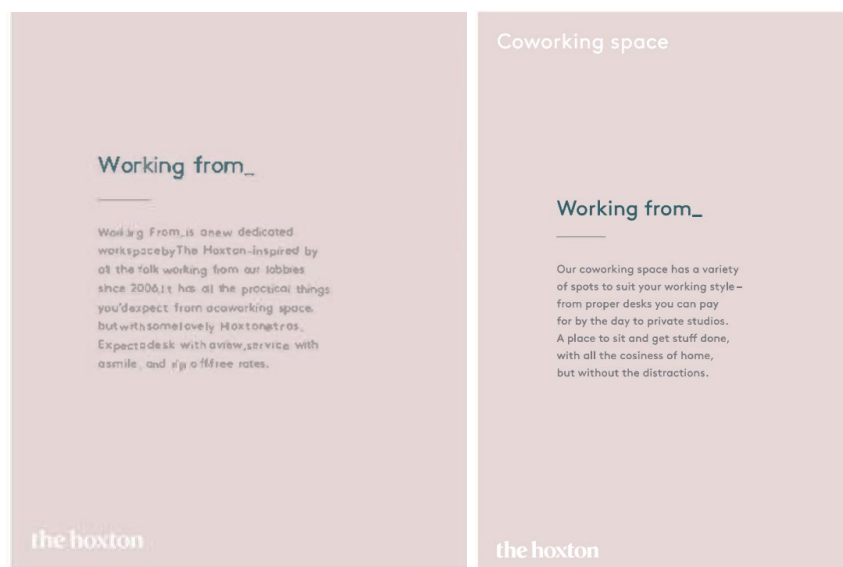 Working from_
Working From_is anew dedicated
workspacebyThe Hoxton-inspired by
all the folk working from our lobbies
since 2006.It has all the practical things
you'dexpect from acoworking space,
butwithsomelovely Hoxton
Expectadesk with aview,service with
asmile, and free rates.
the hoxton
Coworking space
Working from_
Our coworking space has a variety
of spots to suit your working style–
from proper desks you can pay
for by the day to private studios.
A place to sit and get stuff done,
with all the cosiness of home,
but without the distractions.
the hoxton